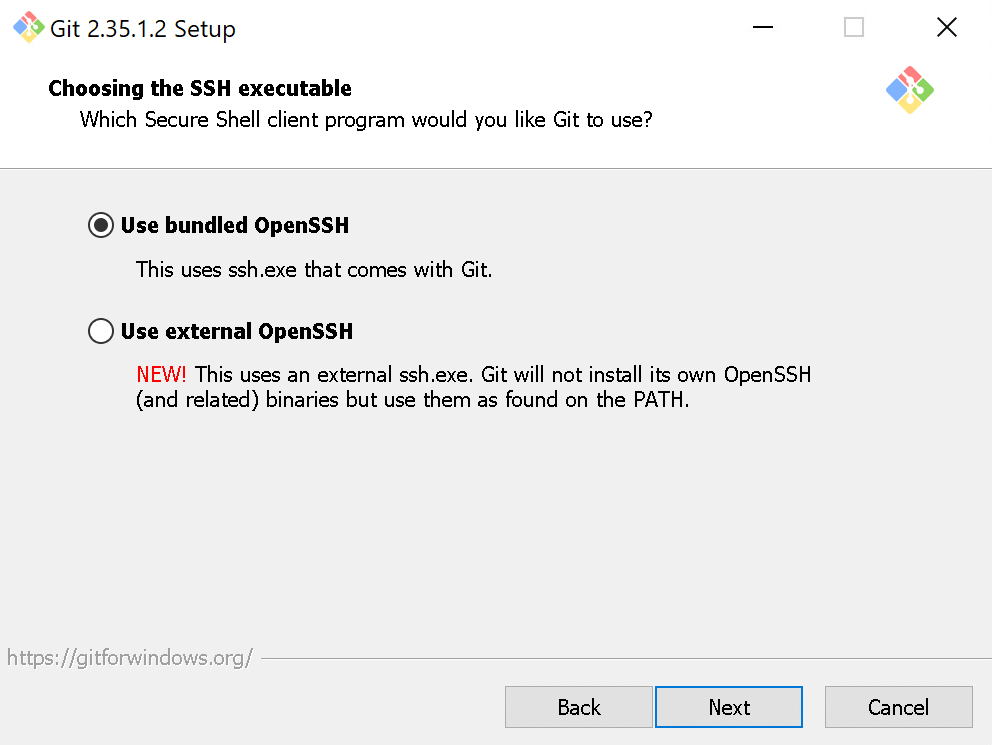 Git 2.35.1.2 Setup
Choosing the SSH executable
Which Secure Shell client program would you like Git to use?
Use bundled OpenSSH
This uses ssh.exe that comes with Git.
Use external OpenSSH
NEW! This uses an external ssh.exe. Git will not install its own OpenSSH
(and related) binaries but use them as found on the PATH.
https://gitforwindows.org/
Back Next Cancel